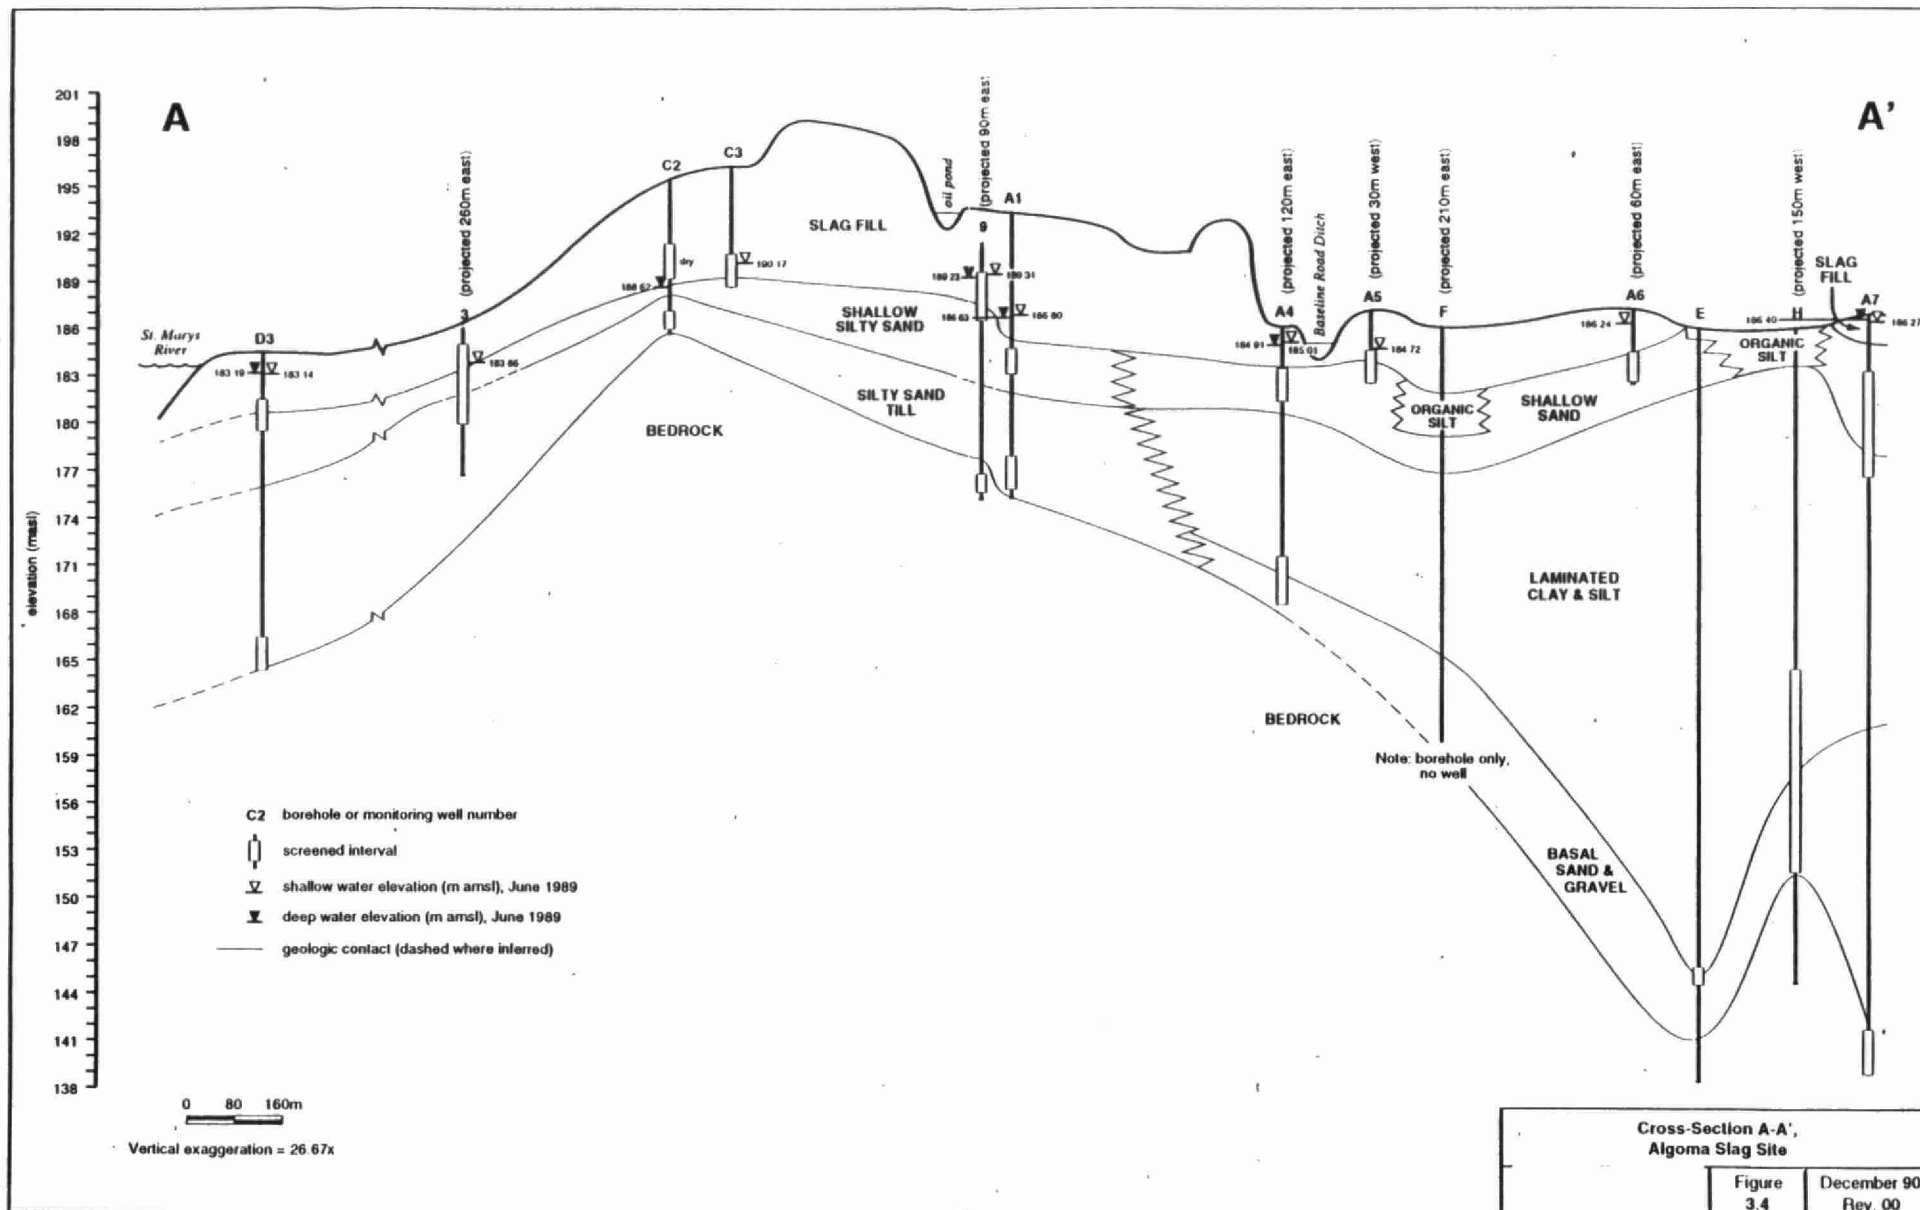 A
A'
201
198
195
192
189
186
183
180
177
174
171
168
165
162
159
156
153
150
147
144
141
138
elevation (masl)
St. Marys
River
D3
183 19
183 14
3
(projected 260m east)
183 86
C2
dry
188 62
C3
190 17
SLAG FILL
oil pond
(projected 90m east
9
189 23
189 31
A1
186 63
186 80
SHALLOW
SILTY SAND
SILTY SAND
TILL
BEDROCK
(projected 120m east)
A4
184 91
185 01
Baseline Road Ditch
(projected 30m west)
A5
184 72
(projected 210m east)
F
ORGANIC
SILT
SHALLOW
SAND
(projected 60m east)
A6
186 24
E
(projected 150m west)
H
186 40
ORGANIC
SILT
SLAG
FILL
A7
186 27
LAMINATED
CLAY & SILT
BEDROCK
Note: borehole only,
no well
BASAL
SAND &
GRAVEL
C2 borehole or monitoring well number
screened interval
shallow water elevation (m amsl), June 1989
deep water elevation (m amsl), June 1989
geologic contact (dashed where inferred)
0 80 160m
Vertical exaggeration = 26.67x
Cross-Section A-A',
Algoma Slag Site
Figure
3.4
December 90
Rev. 00